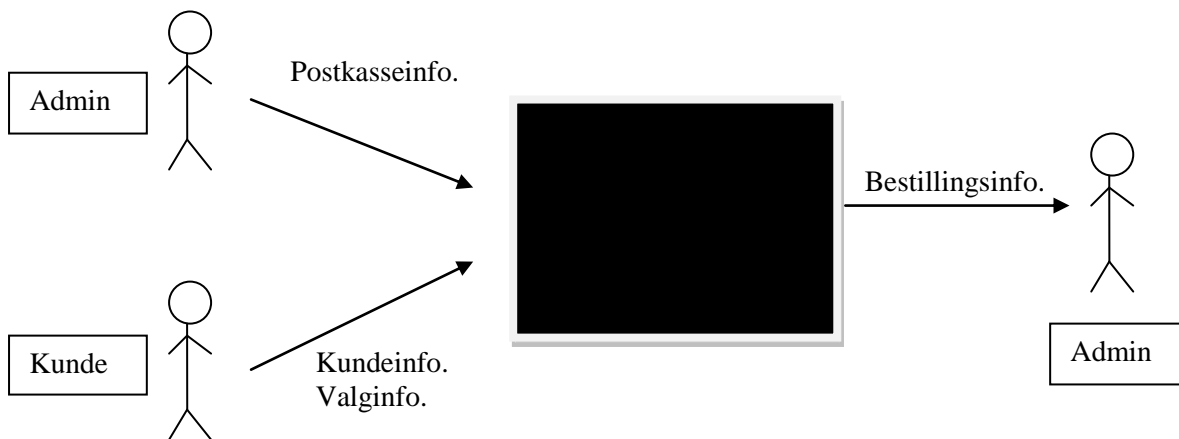 Postkasseinfo.
Admin
Bestillingsinfo.
Kunde
Kundeinfo.
Valginfo.
Admin